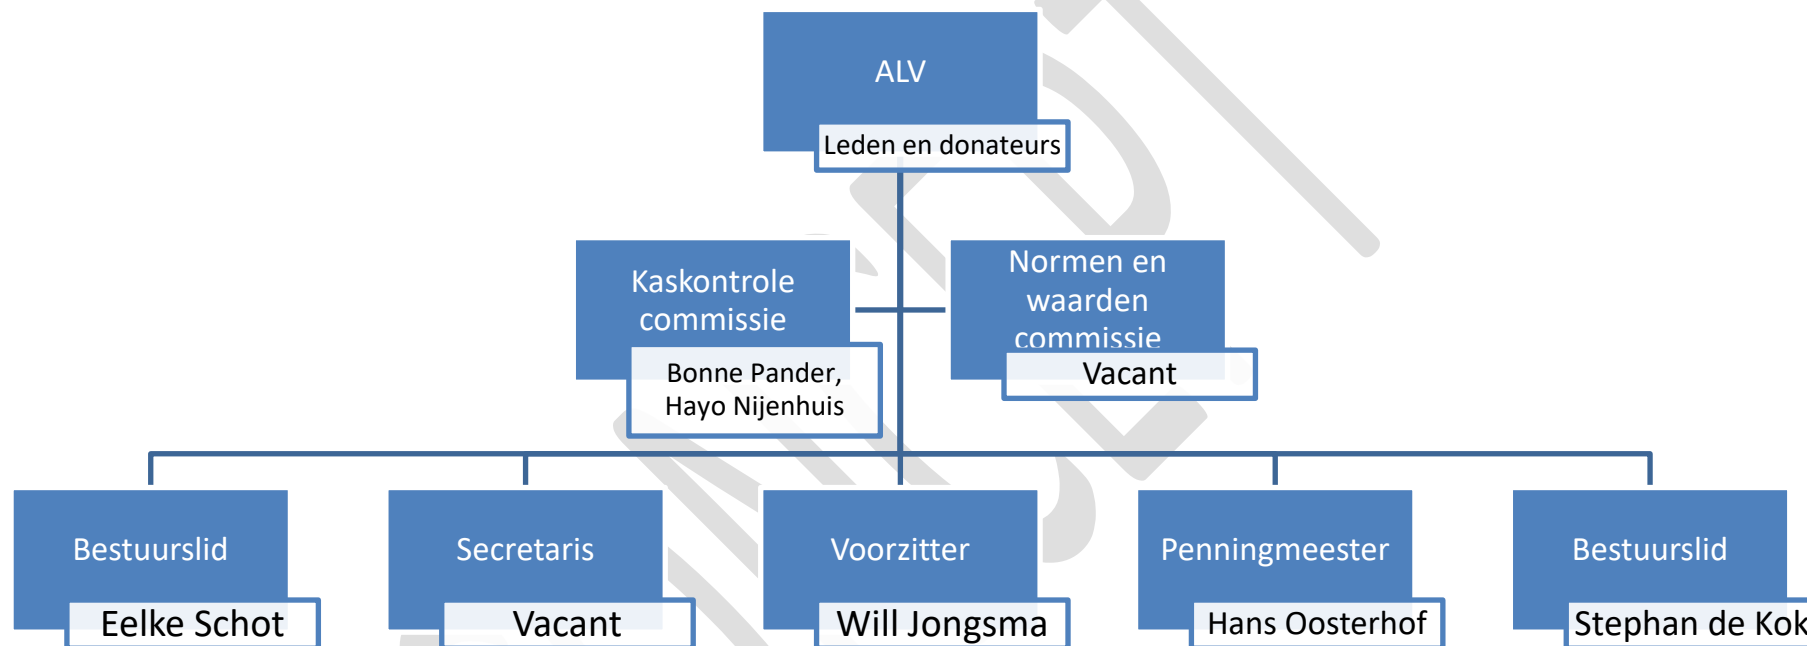 ALV
Leden en donateurs
Kaskontrole
commissie
Bonne Pander,
Hayo Nijenhuis
Normen en
waarden
commissie
Vacant
Bestuurslid
Eelke Schot
Secretaris
Vacant
Voorzitter
Will Jongsma
Penningmeester
Hans Oosterhof
Bestuurslid
Stephan de Kok